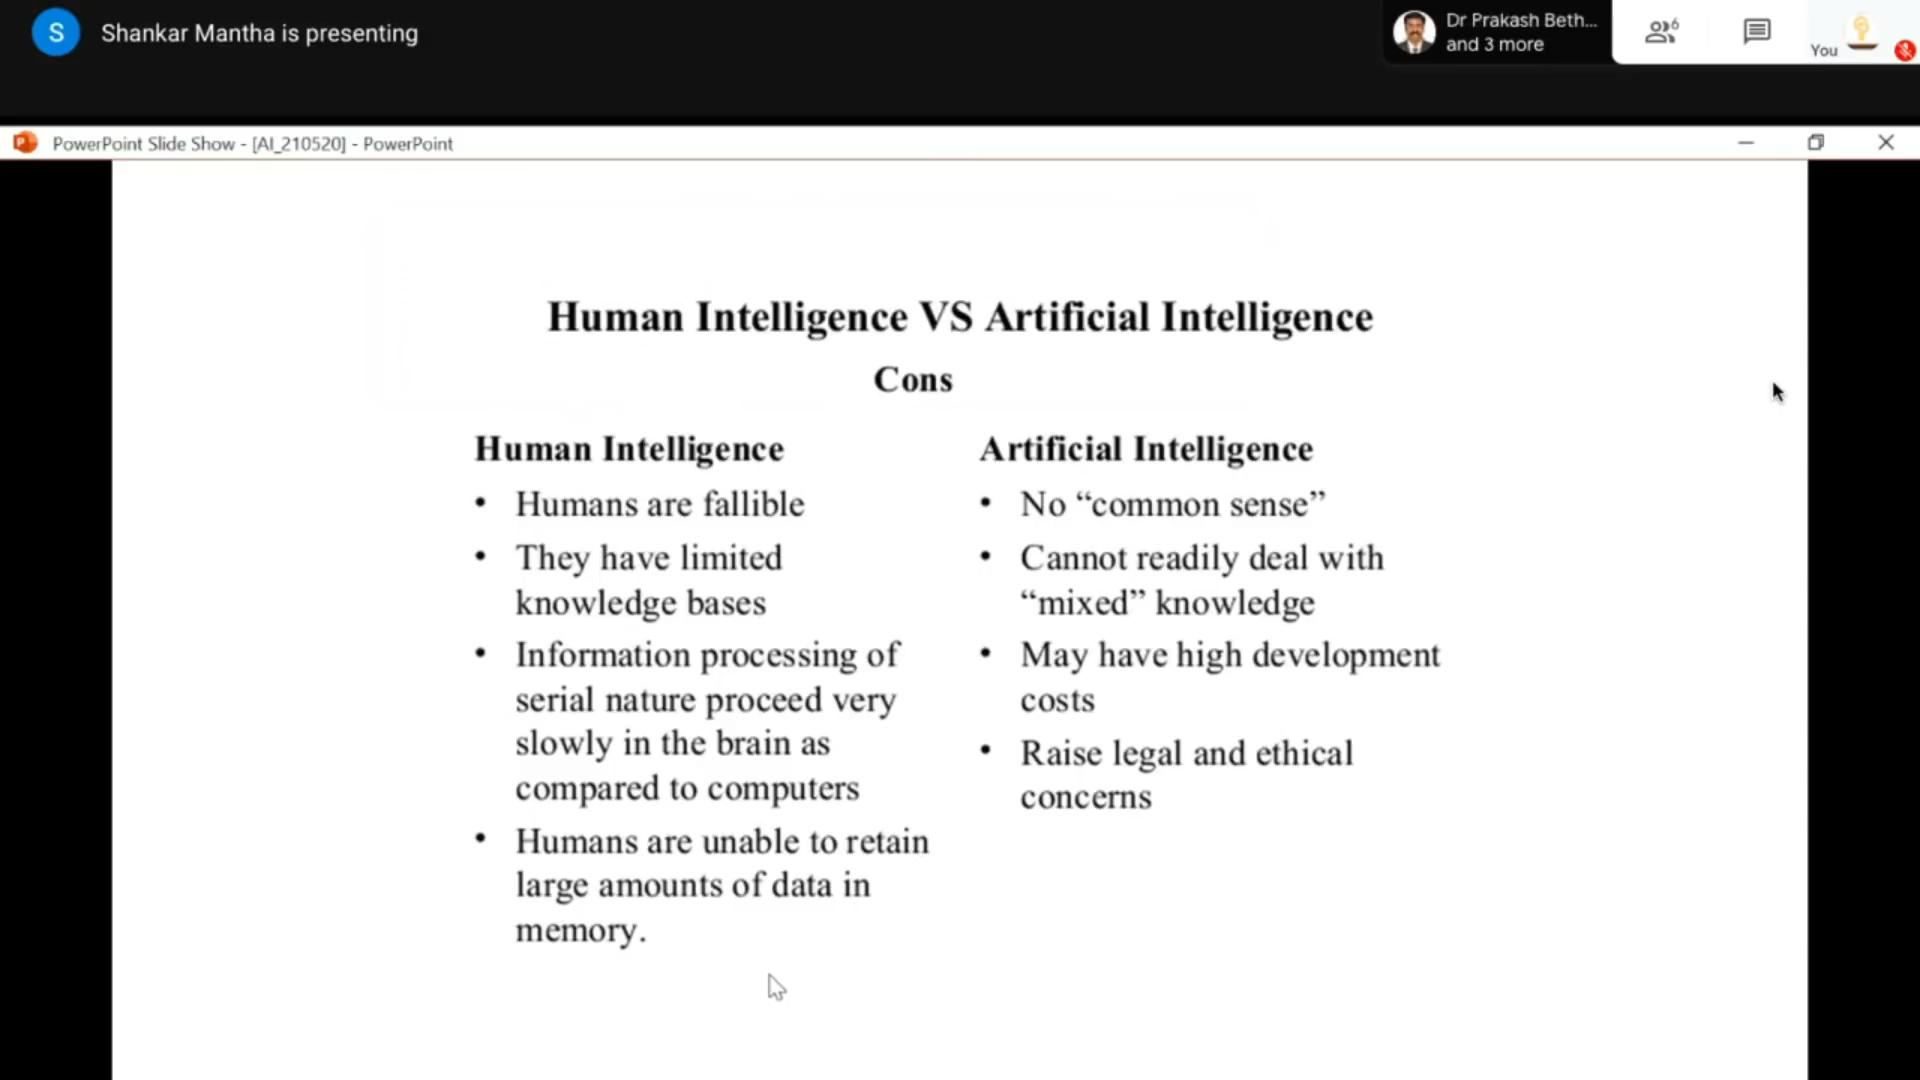 S
Shankar Mantha is presenting
Dr Prakash Beth...
and 3 more
6
You
PowerPoint Slide Show - [AI_210520] - PowerPoint
Human Intelligence VS Artificial Intelligence
Cons
Human Intelligence
• Humans are fallible
• They have limited
knowledge bases
• Information processing of
serial nature proceed very
slowly in the brain as
compared to computers
• Humans are unable to retain
large amounts of data in
memory.
Artificial Intelligence
• No “common sense”
• Cannot readily deal with
“mixed” knowledge
• May have high development
costs
• Raise legal and ethical
concerns